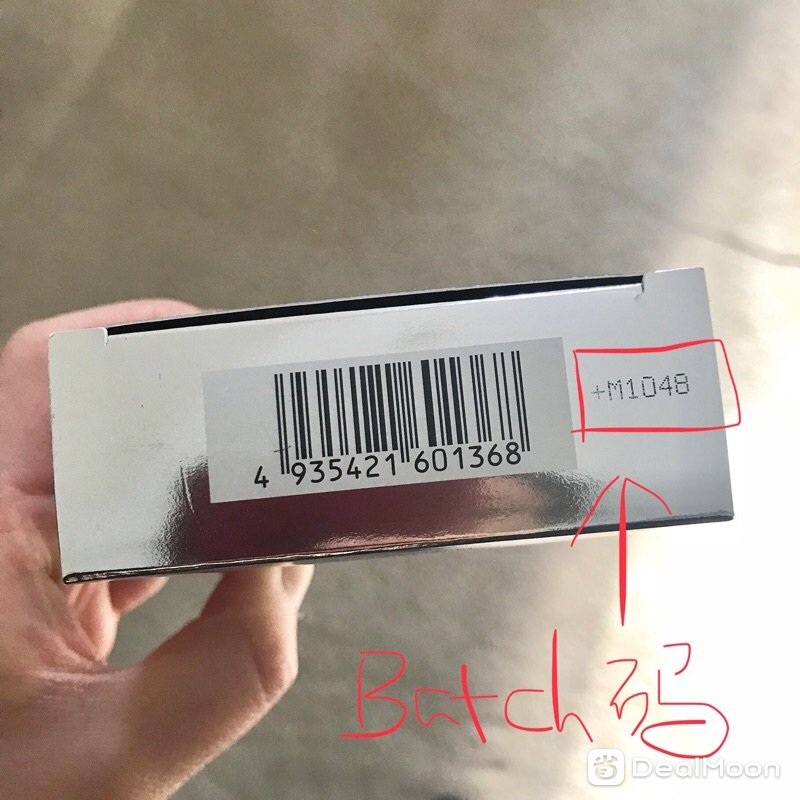 +M1048
4 935421 601368
Batch码
DealMoon